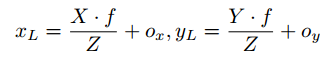 x_L = \frac{X \cdot f}{Z} + o_x, y_L = \frac{Y \cdot f}{Z} + o_y